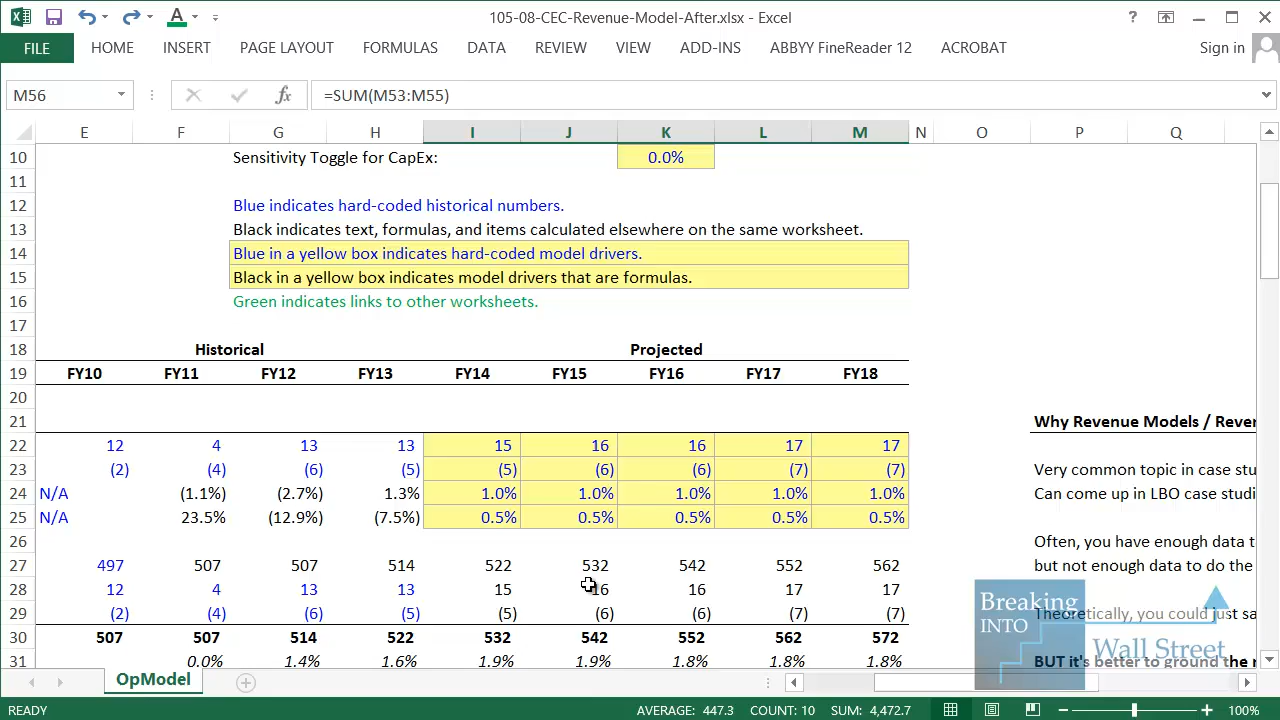 105-08-CEC-Revenue-Model-After.xlsx - Excel
FILE HOME INSERT PAGE LAYOUT FORMULAS DATA REVIEW VIEW ADD-INS ABBYY FineReader 12 ACROBAT Sign in
M56 fx =SUM(M53:M55)
E F G H I J K L M N O P Q
10 Sensitivity Toggle for CapEx: 0.0%
11
12 Blue indicates hard-coded historical numbers.
13 Black indicates text, formulas, and items calculated elsewhere on the same worksheet.
14 Blue in a yellow box indicates hard-coded model drivers.
15 Black in a yellow box indicates model drivers that are formulas.
16 Green indicates links to other worksheets.
17
18 Historical Projected
19 FY10 FY11 FY12 FY13 FY14 FY15 FY16 FY17 FY18
20
21 Why Revenue Models / Rever
22 12 4 13 13 15 16 16 17 17
23 (2) (4) (6) (5) (5) (6) (6) (7) (7) Very common topic in case stu
24 N/A (1.1%) (2.7%) 1.3% 1.0% 1.0% 1.0% 1.0% 1.0% Can come up in LBO case studi
25 N/A 23.5% (12.9%) (7.5%) 0.5% 0.5% 0.5% 0.5% 0.5%
26 Often, you have enough data t
27 497 507 507 514 522 532 542 552 562 but not enough data to do the
28 12 4 13 13 15 16 16 17 17
29 (2) (4) (6) (5) (5) (6) (6) (7) (7) Theoretically, you could just sa
30 507 507 514 522 532 542 552 562 572
31 0.0% 1.4% 1.6% 1.9% 1.9% 1.8% 1.8% 1.8% BUT it's better to ground the r
Breaking
INTO
Wall Street
OpModel
READY AVERAGE: 447.3 COUNT: 10 SUM: 4,472.7 100%